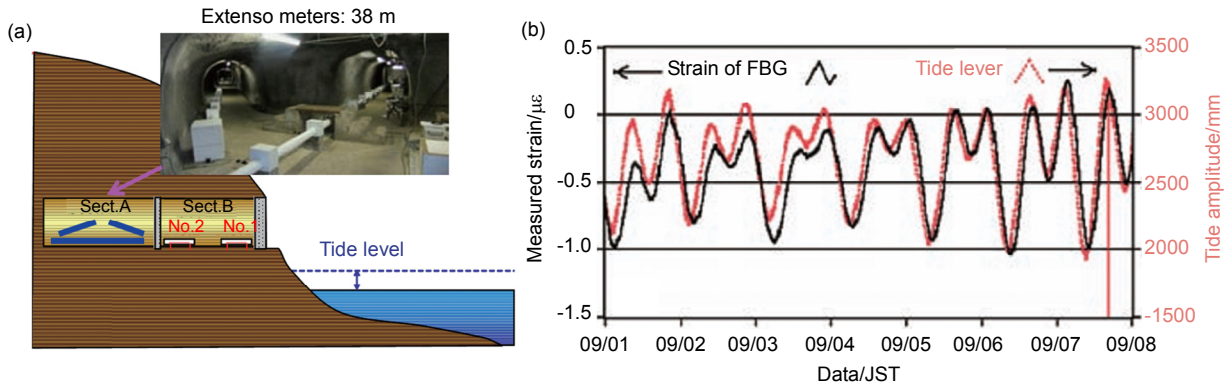 Extenso meters: 38 m
(a)
Sect.A
Sect.B
No.2
No.1
Tide level
(b)
Strain of FBG
Tide lever
Measured strain/με
0.5
0
-0.5
-1.0
-1.5
3500
3000
2500
2000
-1500
Tide amplitude/mm
09/01
09/02
09/03
09/04
09/05
09/06
09/07
09/08
Data/JST